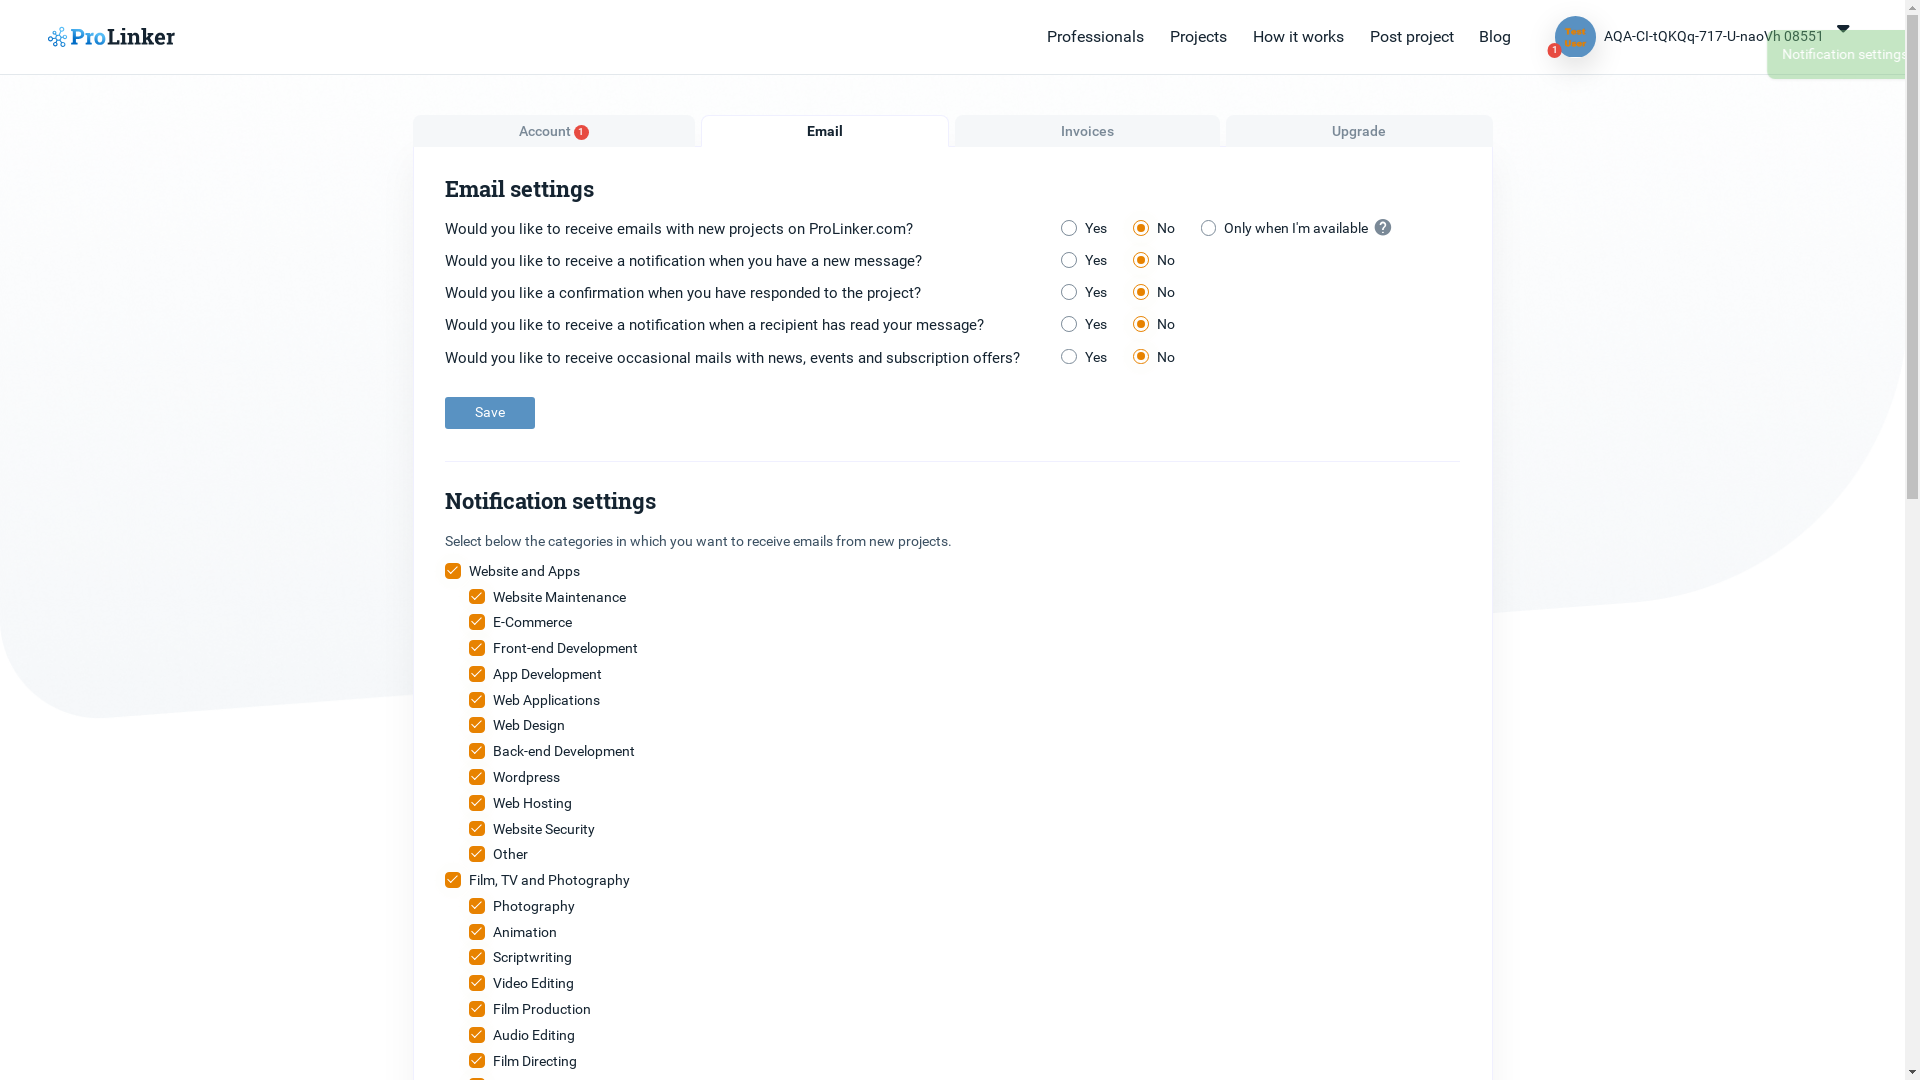 ProLinker
Professionals
Projects
How it works
Post project
Blog
1
AQA-CI-tQKQq-717-U-naoVh 08551
Notification settings
Account 1
Email
Invoices
Upgrade
Email settings
Would you like to receive emails with new projects on ProLinker.com? Yes No Only when I'm available ?
Would you like to receive a notification when you have a new message? Yes No
Would you like a confirmation when you have responded to the project? Yes No
Would you like to receive a notification when a recipient has read your message? Yes No
Would you like to receive occasional mails with news, events and subscription offers? Yes No
Save
Notification settings
Select below the categories in which you want to receive emails from new projects.
Website and Apps
Website Maintenance
E-Commerce
Front-end Development
App Development
Web Applications
Web Design
Back-end Development
Wordpress
Web Hosting
Website Security
Other
Film, TV and Photography
Photography
Animation
Scriptwriting
Video Editing
Film Production
Audio Editing
Film Directing